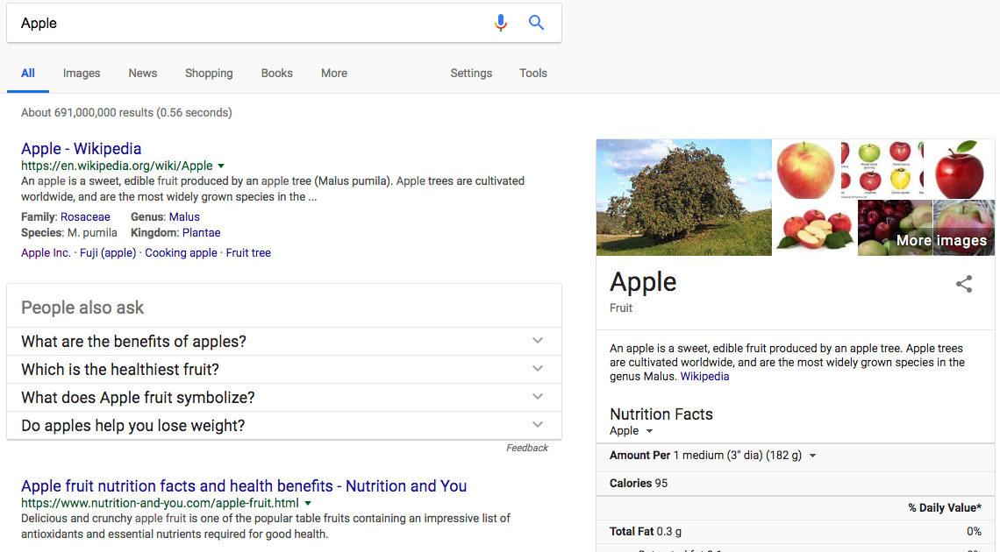 Apple
All Images News Shopping Books More Settings Tools
About 691,000,000 results (0.56 seconds)
Apple - Wikipedia
https://en.wikipedia.org/wiki/Apple
An apple is a sweet, edible fruit produced by an apple tree (Malus pumila). Apple trees are cultivated
worldwide, and are the most widely grown species in the ...
Family: Rosaceae Genus: Malus
Species: M. pumila Kingdom: Plantae
Apple Inc. · Fuji (apple) · Cooking apple · Fruit tree
People also ask
What are the benefits of apples?
Which is the healthiest fruit?
What does Apple fruit symbolize?
Do apples help you lose weight?
Feedback
Apple fruit nutrition facts and health benefits - Nutrition and You
https://www.nutrition-and-you.com/apple-fruit.html
Delicious and crunchy apple fruit is one of the popular table fruits containing an impressive list of
antioxidants and essential nutrients required for good health.
More images
Apple
Fruit
An apple is a sweet, edible fruit produced by an apple tree. Apple trees
are cultivated worldwide, and are the most widely grown species in the
genus Malus. Wikipedia
Nutrition Facts
Apple
Amount Per 1 medium (3" dia) (182 g)
Calories 95
% Daily Value*
Total Fat 0.3 g 0%